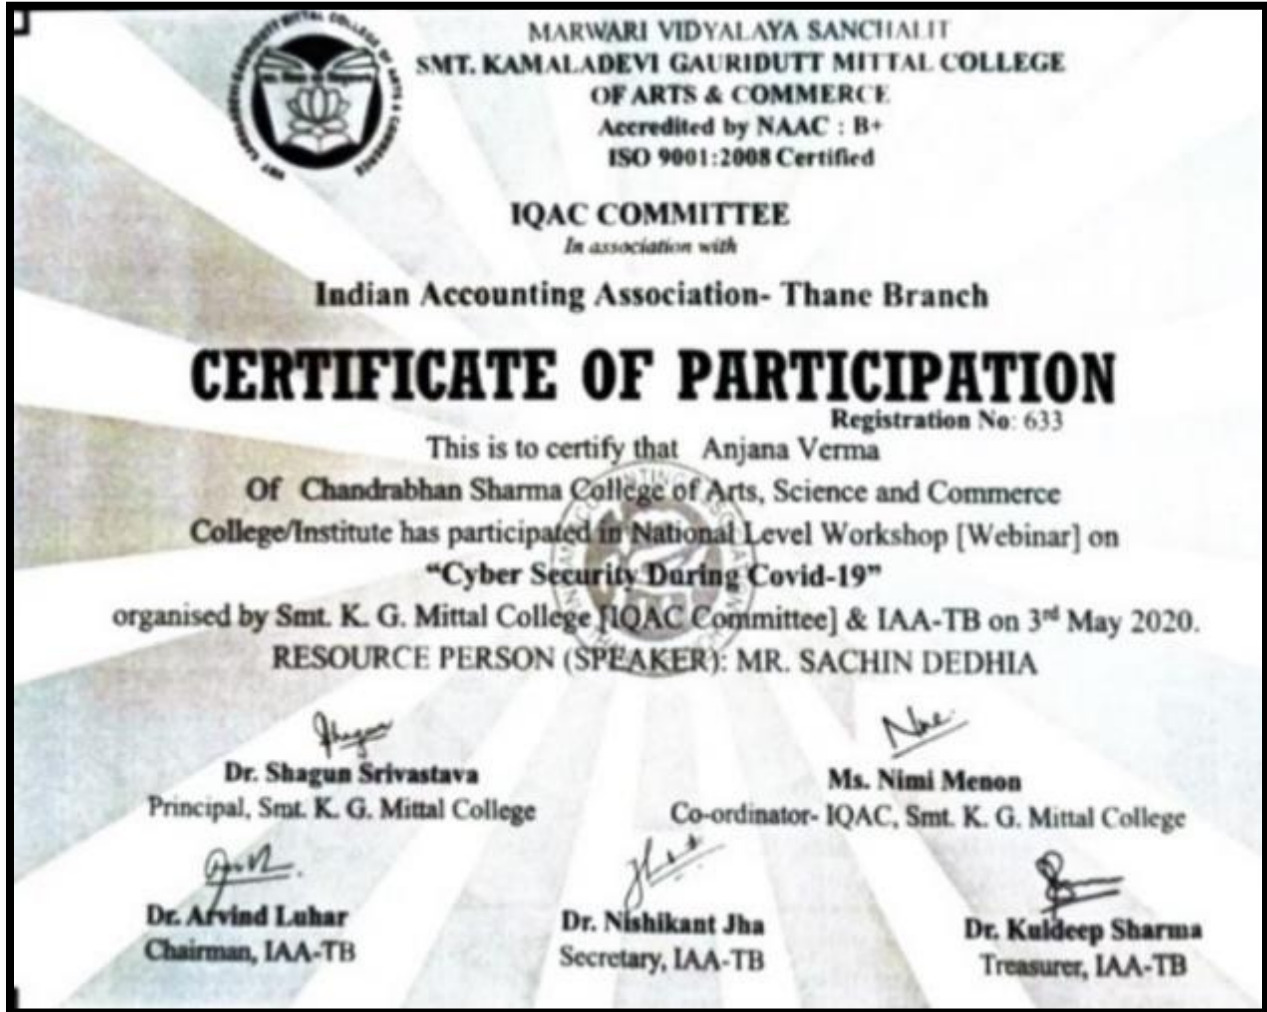 MARWARI VIDYALAYA SANCHALIT
SMT. KAMALADEVI GAURIDUTT MITTAL COLLEGE
OF ARTS & COMMERCE
Accredited by NAAC : B+
ISO 9001:2008 Certified
IQAC COMMITTEE
In association with
Indian Accounting Association- Thane Branch
CERTIFICATE OF PARTICIPATION
Registration No: 633
This is to certify that Anjana Verma
Of Chandrabhan Sharma College of Arts, Science and Commerce
College/Institute has participated in National Level Workshop [Webinar] on
“Cyber Security During Covid-19”
organised by Smt. K. G. Mittal College [IQAC Committee] & IAA-TB on 3rd May 2020.
RESOURCE PERSON (SPEAKER): MR. SACHIN DEDHIA
Dr. Shagun Srivastava
Principal, Smt. K. G. Mittal College
Ms. Nimi Menon
Co-ordinator- IQAC, Smt. K. G. Mittal College
Dr. Arvind Luhar
Chairman, IAA-TB
Dr. Nishikant Jha
Secretary, IAA-TB
Dr. Kuldeep Sharma
Treasurer, IAA-TB